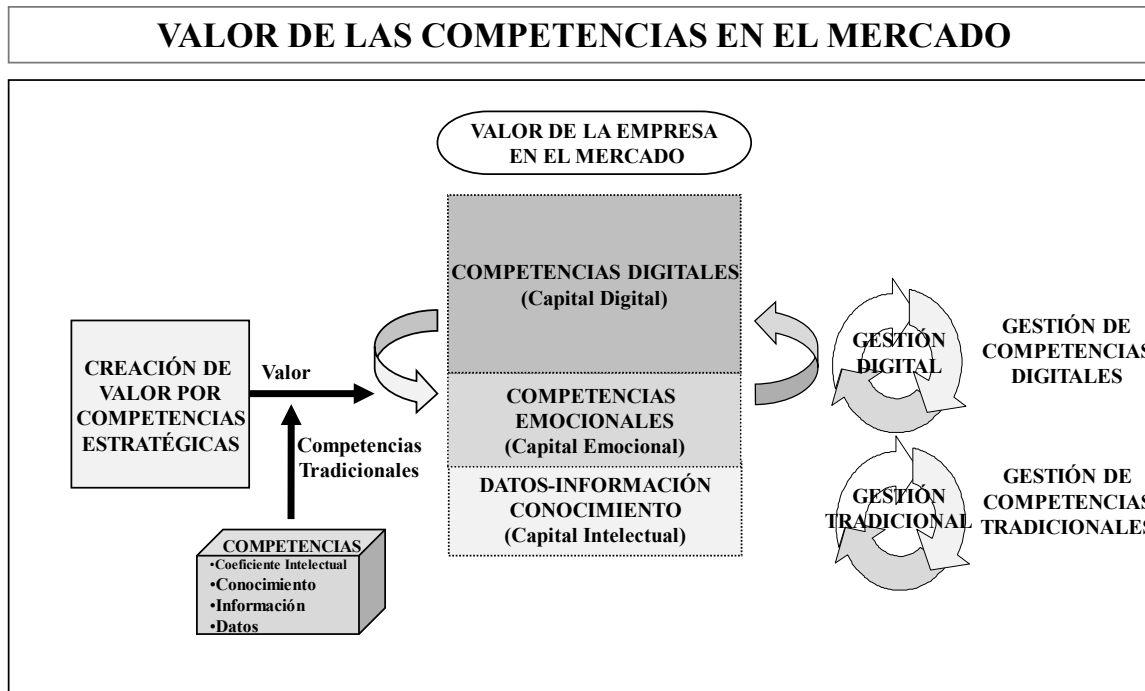 VALOR DE LAS COMPETENCIAS EN EL MERCADO
VALOR DE LA EMPRESA
EN EL MERCADO
CREACIÓN DE
VALOR POR
COMPETENCIAS
ESTRATÉGICAS
Valor
Competencias
Tradicionales
COMPETENCIAS
•Coeficiente Intelectual
•Conocimiento
•Información
•Datos
COMPETENCIAS DIGITALES
(Capital Digital)
COMPETENCIAS
EMOCIONALES
(Capital Emocional)
DATOS-INFORMACIÓN
CONOCIMIENTO
(Capital Intelectual)
GESTIÓN
DIGITAL
GESTIÓN DE
COMPETENCIAS
DIGITALES
GESTIÓN
TRADICIONAL
GESTIÓN DE
COMPETENCIAS
TRADICIONALES